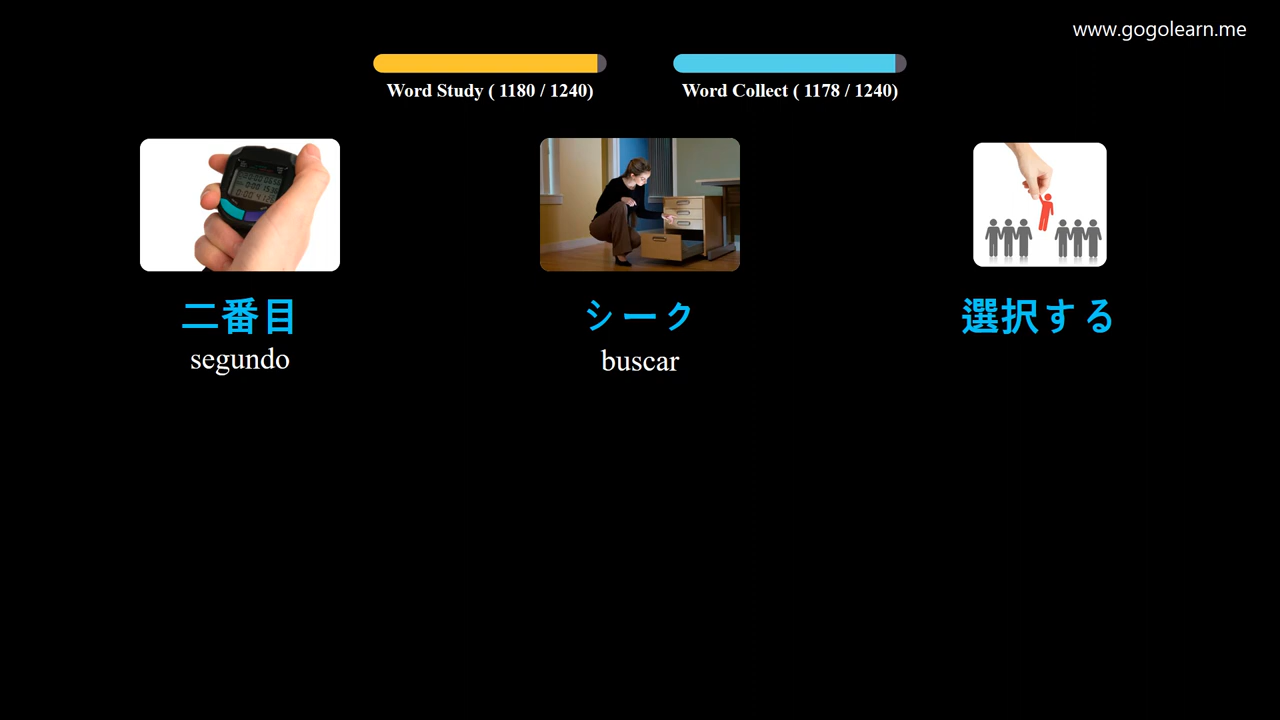 www.gogolearn.me
Word Study ( 1180 / 1240)
Word Collect ( 1178 / 1240)
二番目
シーク
選択する
segundo
buscar